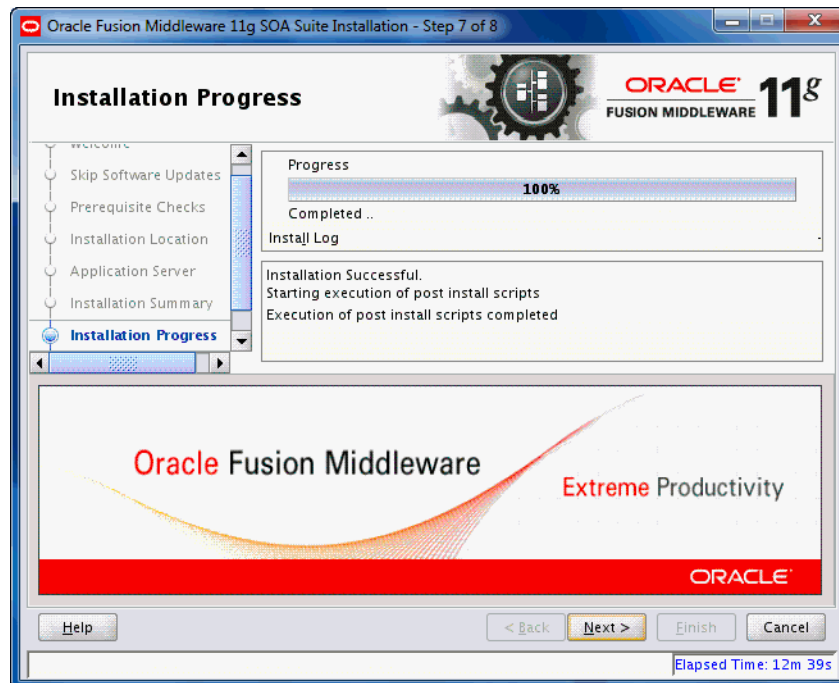 Oracle Fusion Middleware 11g SOA Suite Installation - Step 7 of 8
Installation Progress
ORACLE
FUSION MIDDLEWARE
11g
Welcome
Skip Software Updates
Prerequisite Checks
Installation Location
Application Server
Installation Summary
Installation Progress
Progress
100%
Completed ..
Install Log
Installation Successful.
Starting execution of post install scripts
Execution of post install scripts completed
Oracle Fusion Middleware
Extreme Productivity
ORACLE
Help
< Back
Next >
Finish
Cancel
Elapsed Time: 12m 39s